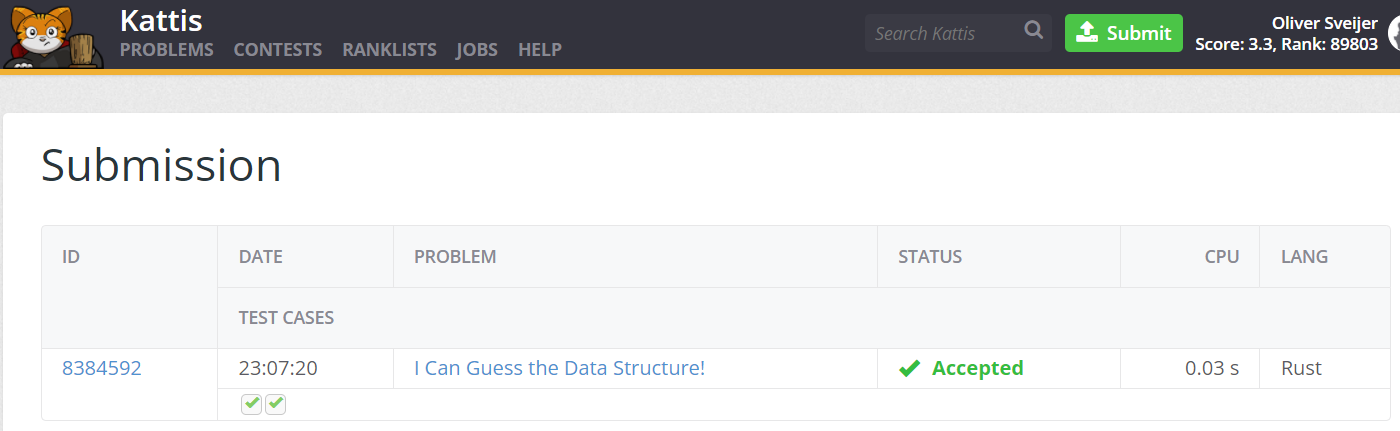 Kattis
PROBLEMS CONTESTS RANKLISTS JOBS HELP
Search Kattis
Submit
Oliver Sveijer
Score: 3.3, Rank: 89803
Submission
ID DATE PROBLEM STATUS CPU LANG
TEST CASES
8384592 23:07:20 I Can Guess the Data Structure! Accepted 0.03 s Rust